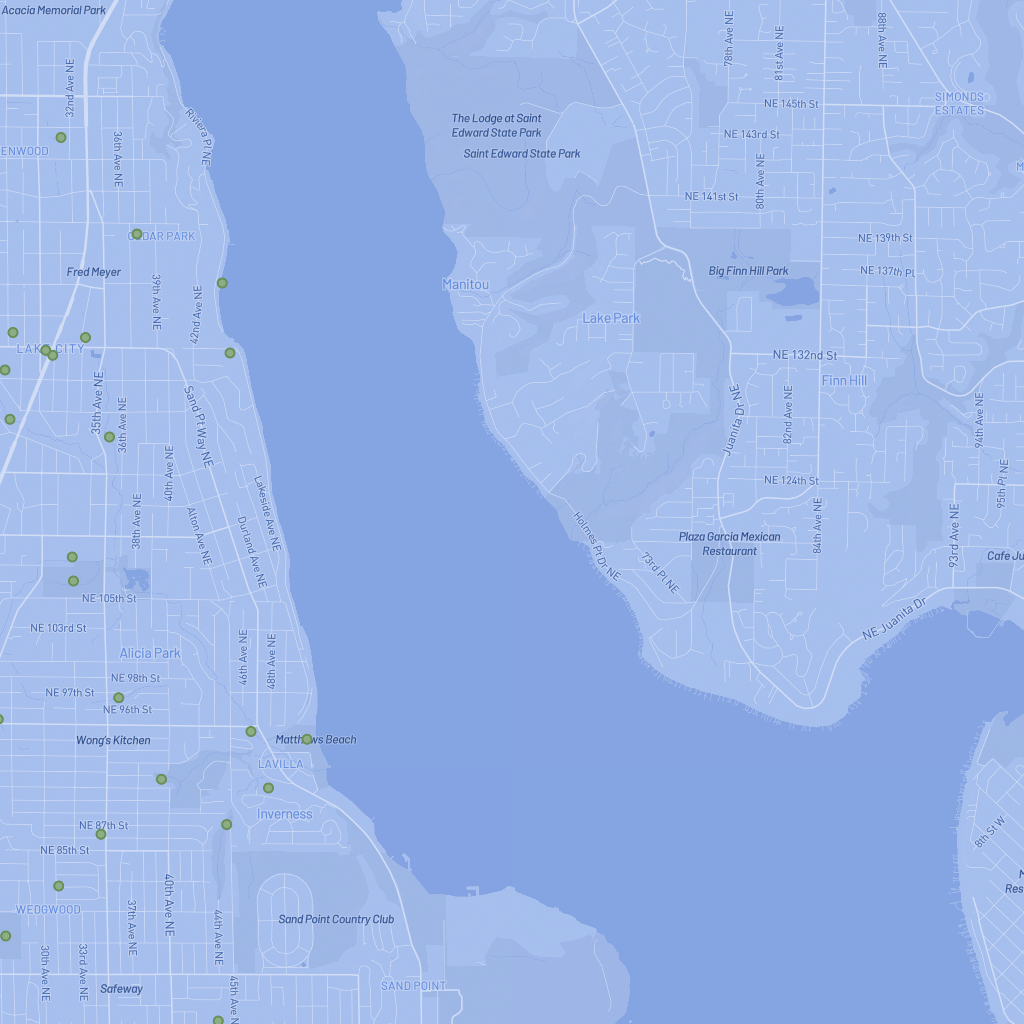 Acacia Memorial Park
32nd Ave NE
36th Ave NE
Riviera Pl NE
CEDAR PARK
Fred Meyer
39th Ave NE
42nd Ave NE
LAKE CITY
35th Ave NE
36th Ave NE
Sand Pt Way NE
40th Ave NE
38th Ave NE
Alton Ave NE
Durland Ave NE
Lakeside Ave NE
NE 105th St
NE 103rd St
Alicia Park
46th Ave NE
48th Ave NE
NE 98th St
NE 97th St
NE 96th St
Wong's Kitchen
Matthews Beach
LAVILLA
Inverness
NE 87th St
NE 85th St
WEDGWOOD
37th Ave NE
40th Ave NE
44th Ave NE
30th Ave NE
33rd Ave NE
45th Ave N
Safeway
Sand Point Country Club
SAND POINT
The Lodge at Saint
Edward State Park
Saint Edward State Park
78th Ave NE
81st Ave NE
88th Ave NE
SIMONDS
ESTATES
NE 145th St
NE 143rd St
80th Ave NE
NE 141st St
NE 139th St
NE 137th Pl
Big Finn Hill Park
Manitou
Lake Park
NE 132nd St
Finn Hill
Juanita Dr NE
82nd Ave NE
94th Ave NE
NE 124th St
84th Ave NE
95th Pl NE
93rd Ave NE
Holmes Pt Dr NE
73rd Pl NE
Plaza Garcia Mexican
Restaurant
Cafe Ju
NE Juanita Dr
8th St W
M
Res
ENWOOD